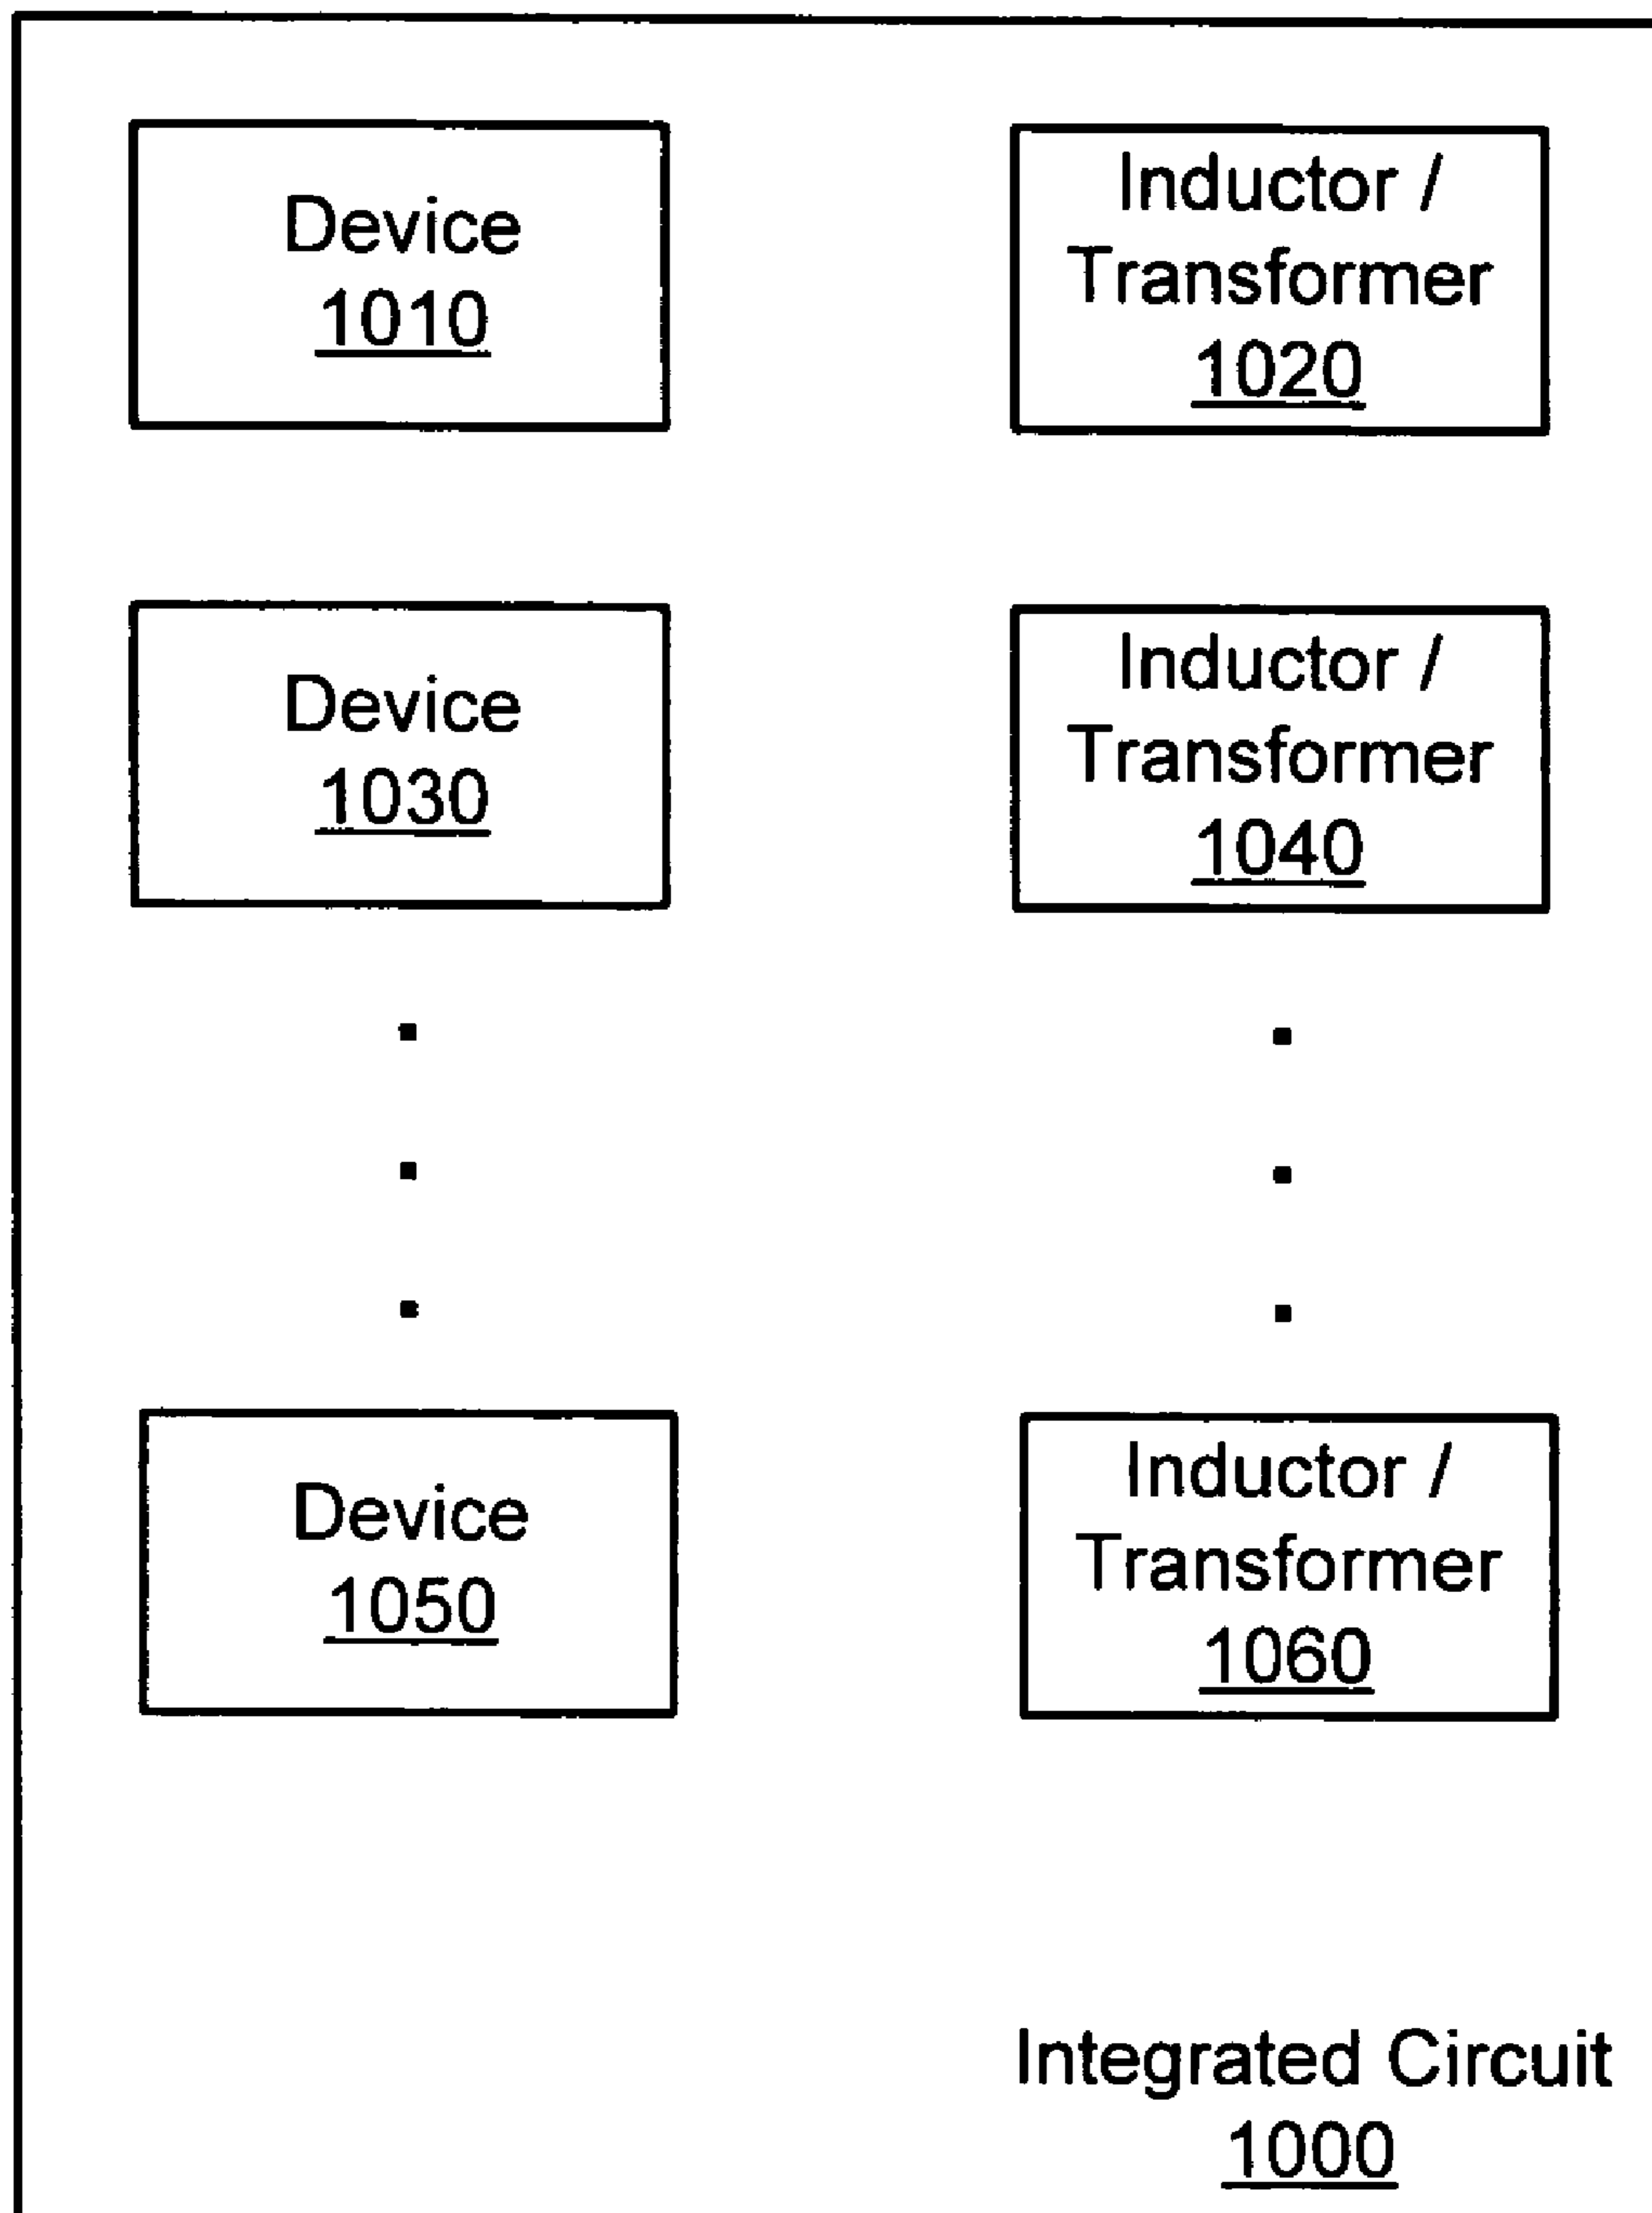 Device
1010
Inductor /
Transformer
1020
Device
1030
Inductor /
Transformer
1040
Device
1050
Inductor /
Transformer
1060
Integrated Circuit
1000